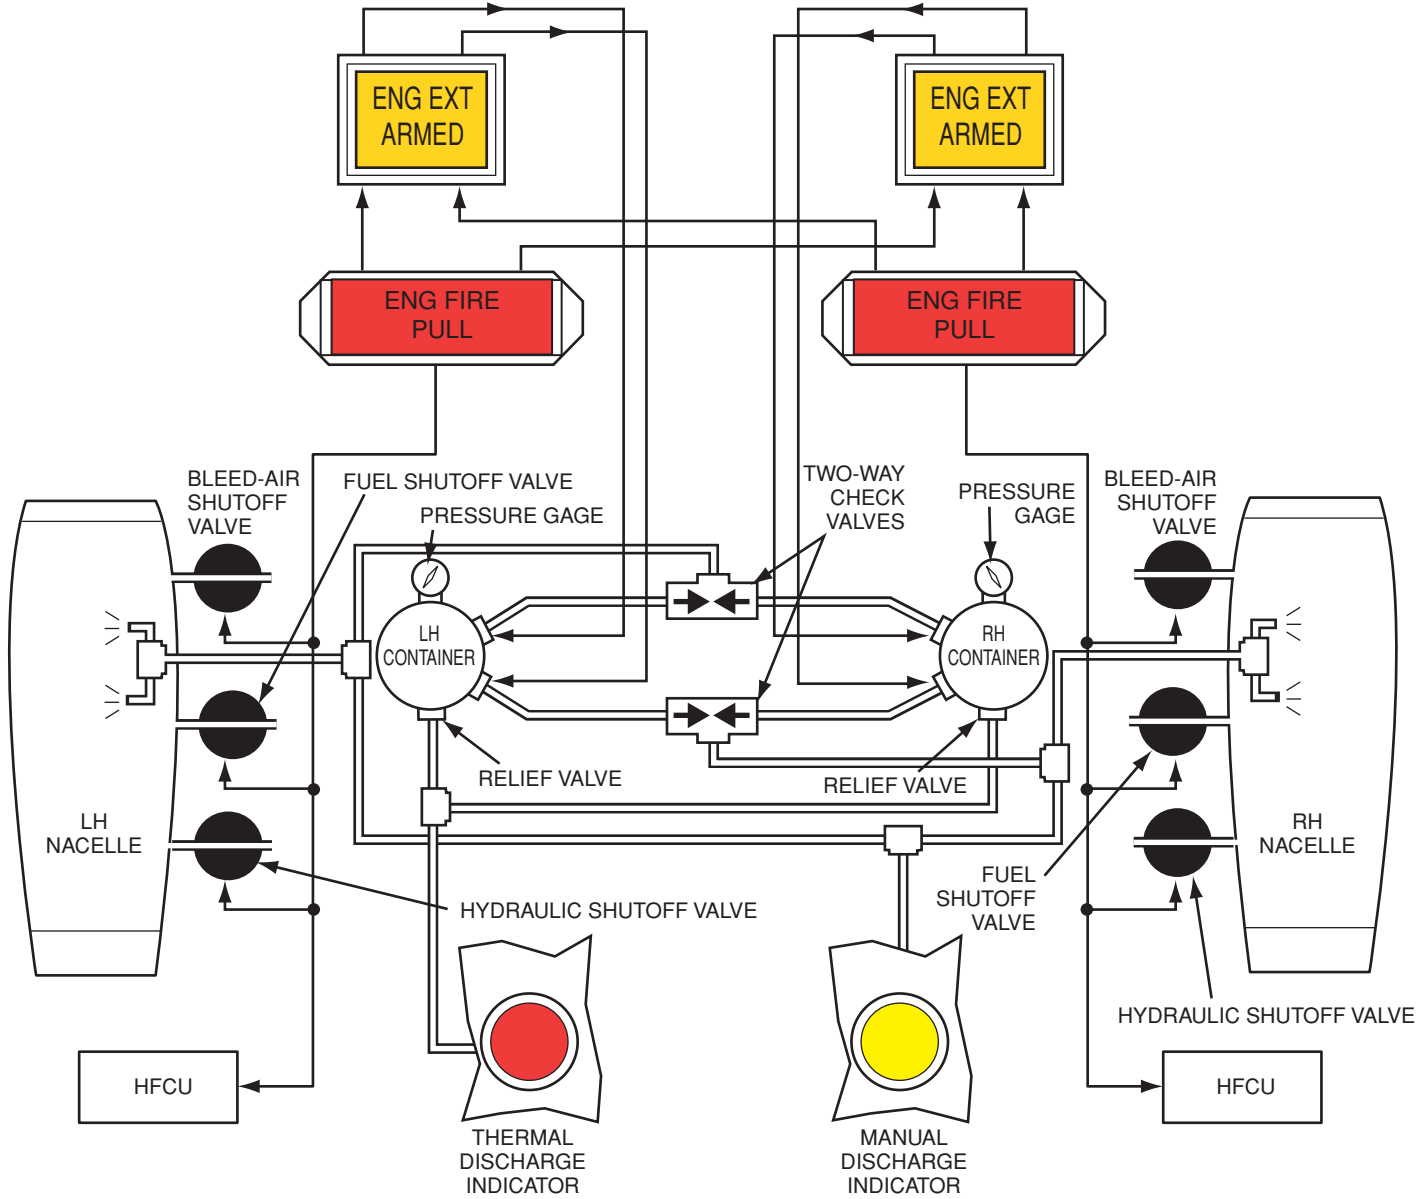 ENG EXT
ARMED
ENG EXT
ARMED
ENG FIRE
PULL
ENG FIRE
PULL
BLEED-AIR
SHUTOFF
VALVE
FUEL SHUTOFF VALVE
PRESSURE GAGE
TWO-WAY
CHECK
VALVES
PRESSURE
GAGE
BLEED-AIR
SHUTOFF
VALVE
LH
CONTAINER
RH
CONTAINER
RELIEF VALVE
RELIEF VALVE
LH
NACELLE
RH
NACELLE
FUEL
SHUTOFF
VALVE
HYDRAULIC SHUTOFF VALVE
HYDRAULIC SHUTOFF VALVE
HFCU
HFCU
THERMAL
DISCHARGE
INDICATOR
MANUAL
DISCHARGE
INDICATOR